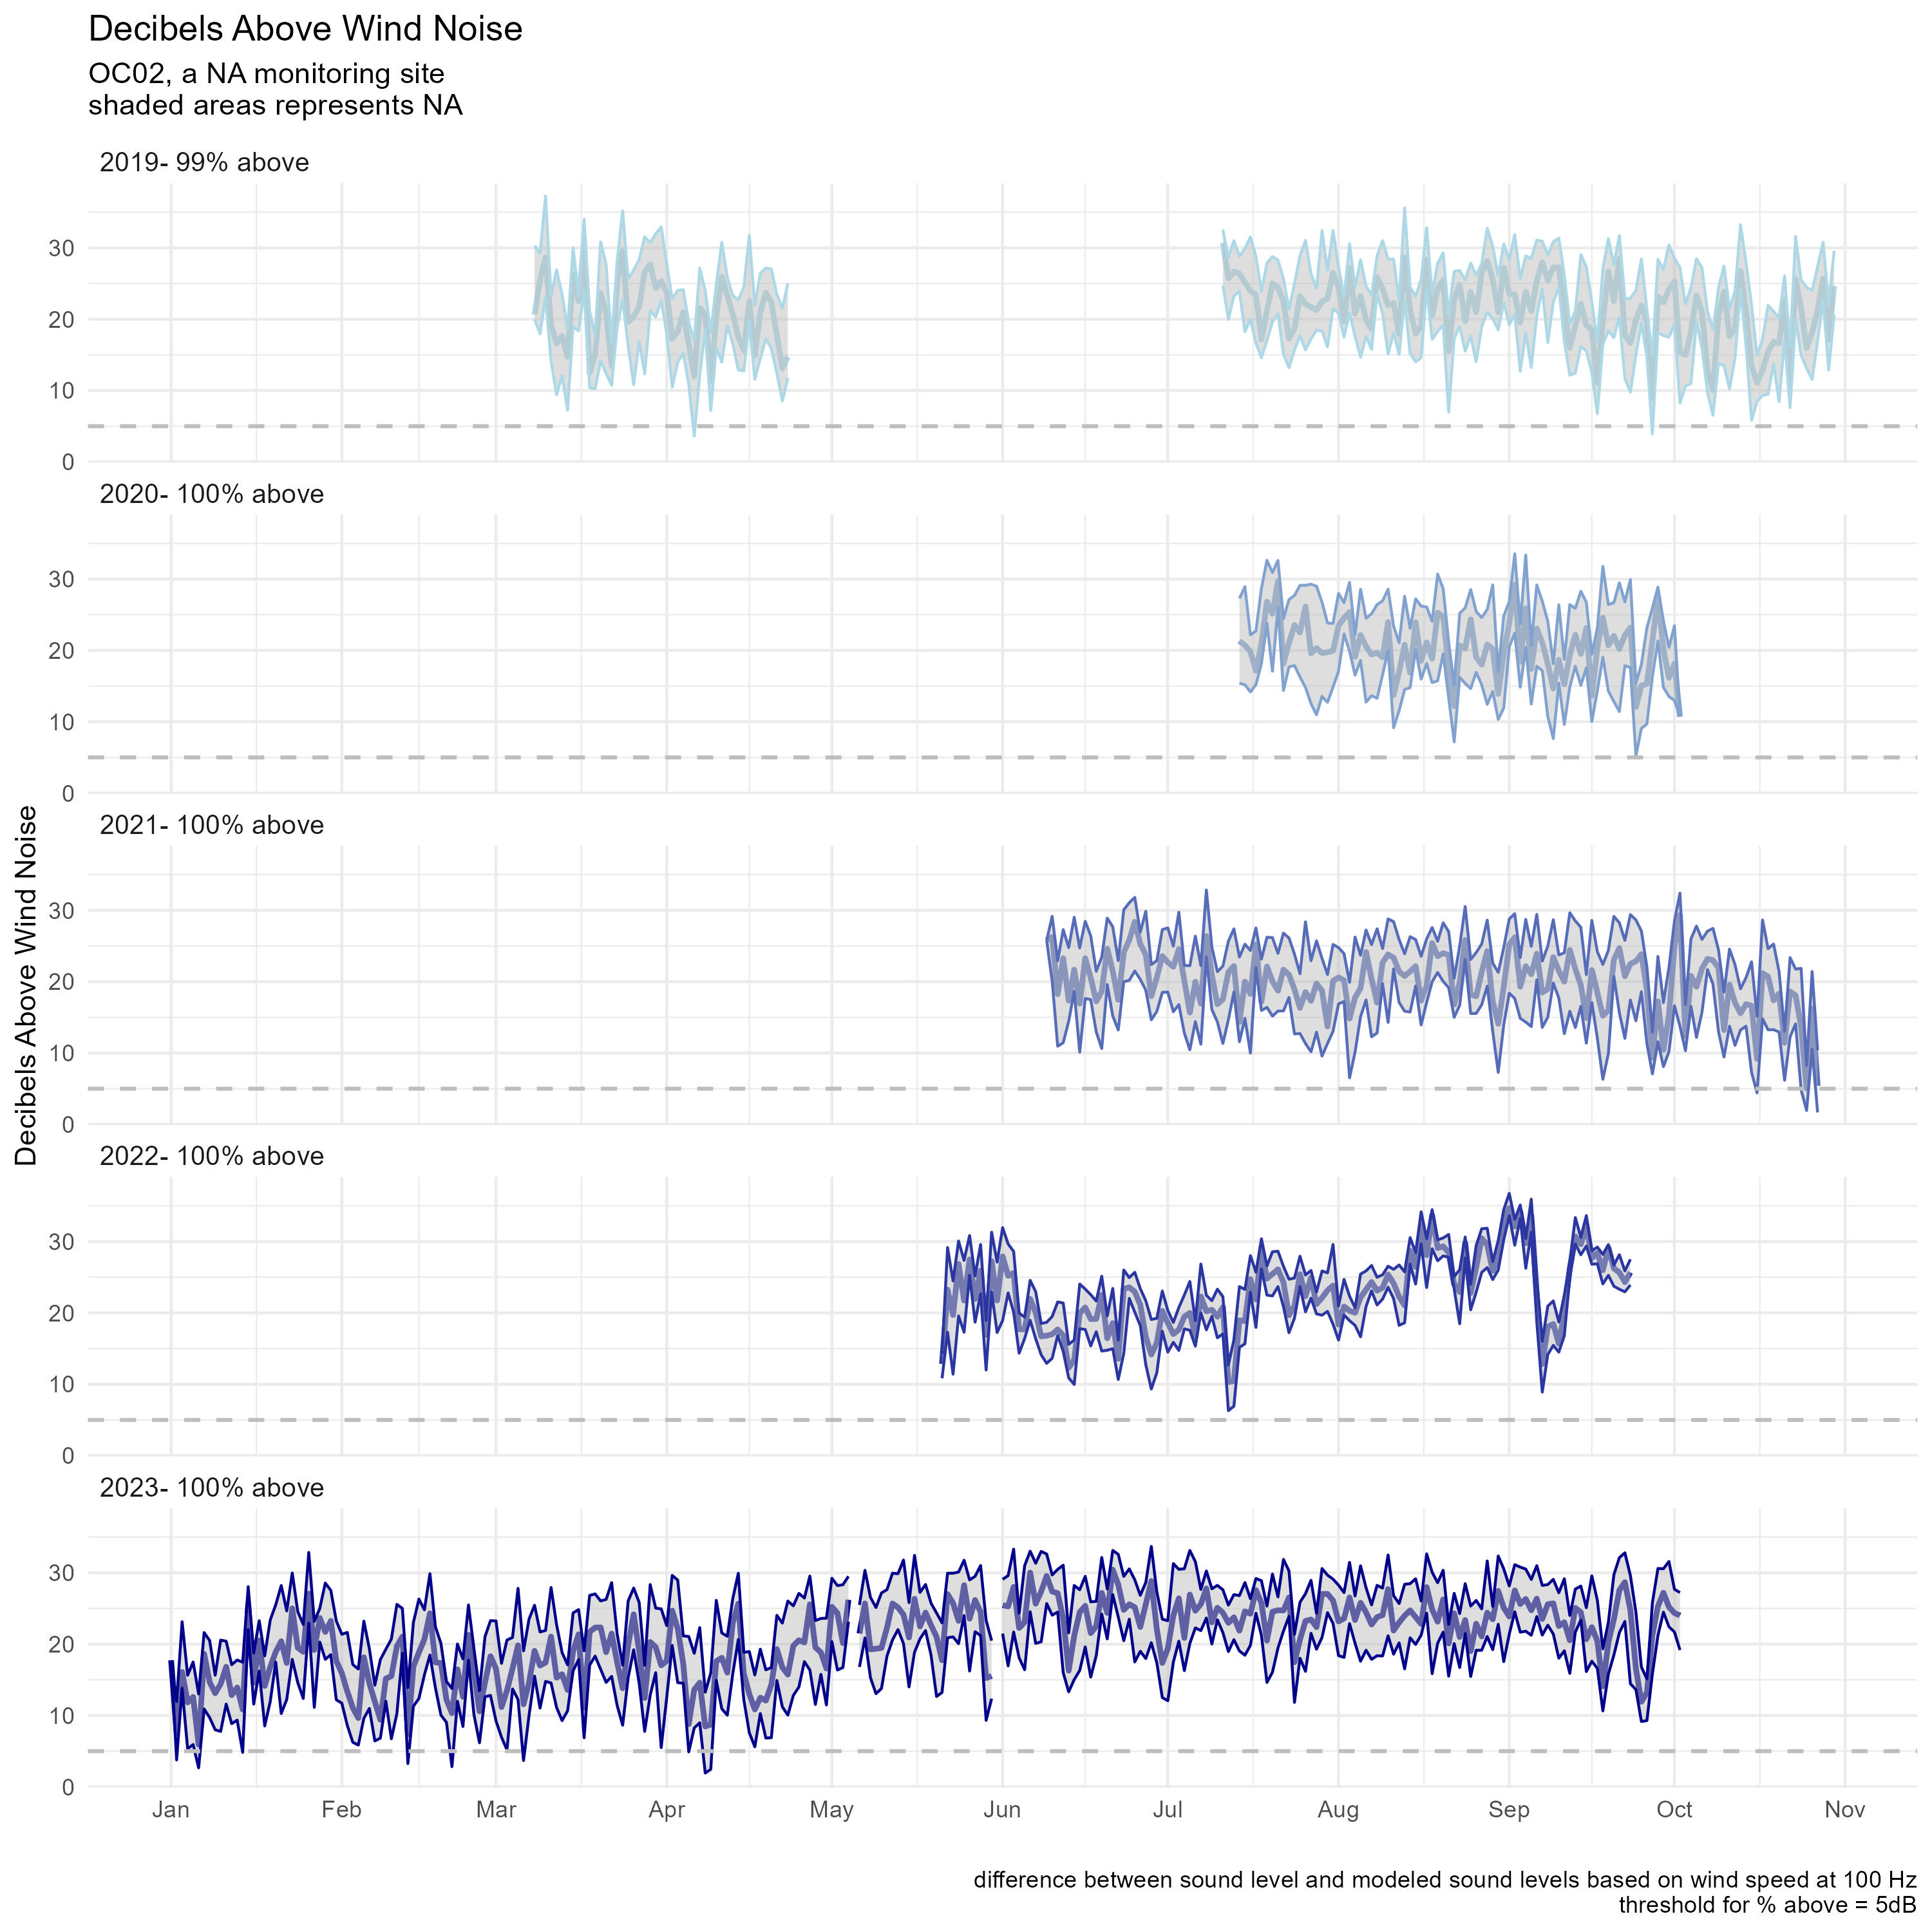 Decibels Above Wind Noise
OC02, a NA monitoring site
shaded areas represents NA
Decibels Above Wind Noise
2019- 99% above
30
20
10
0
2020- 100% above
30
20
10
0
2021- 100% above
30
20
10
0
2022- 100% above
30
20
10
0
2023- 100% above
30
20
10
0
Jan Feb Mar Apr May Jun Jul Aug Sep Oct Nov
difference between sound level and modeled sound levels based on wind speed at 100 Hz
threshold for % above = 5dB